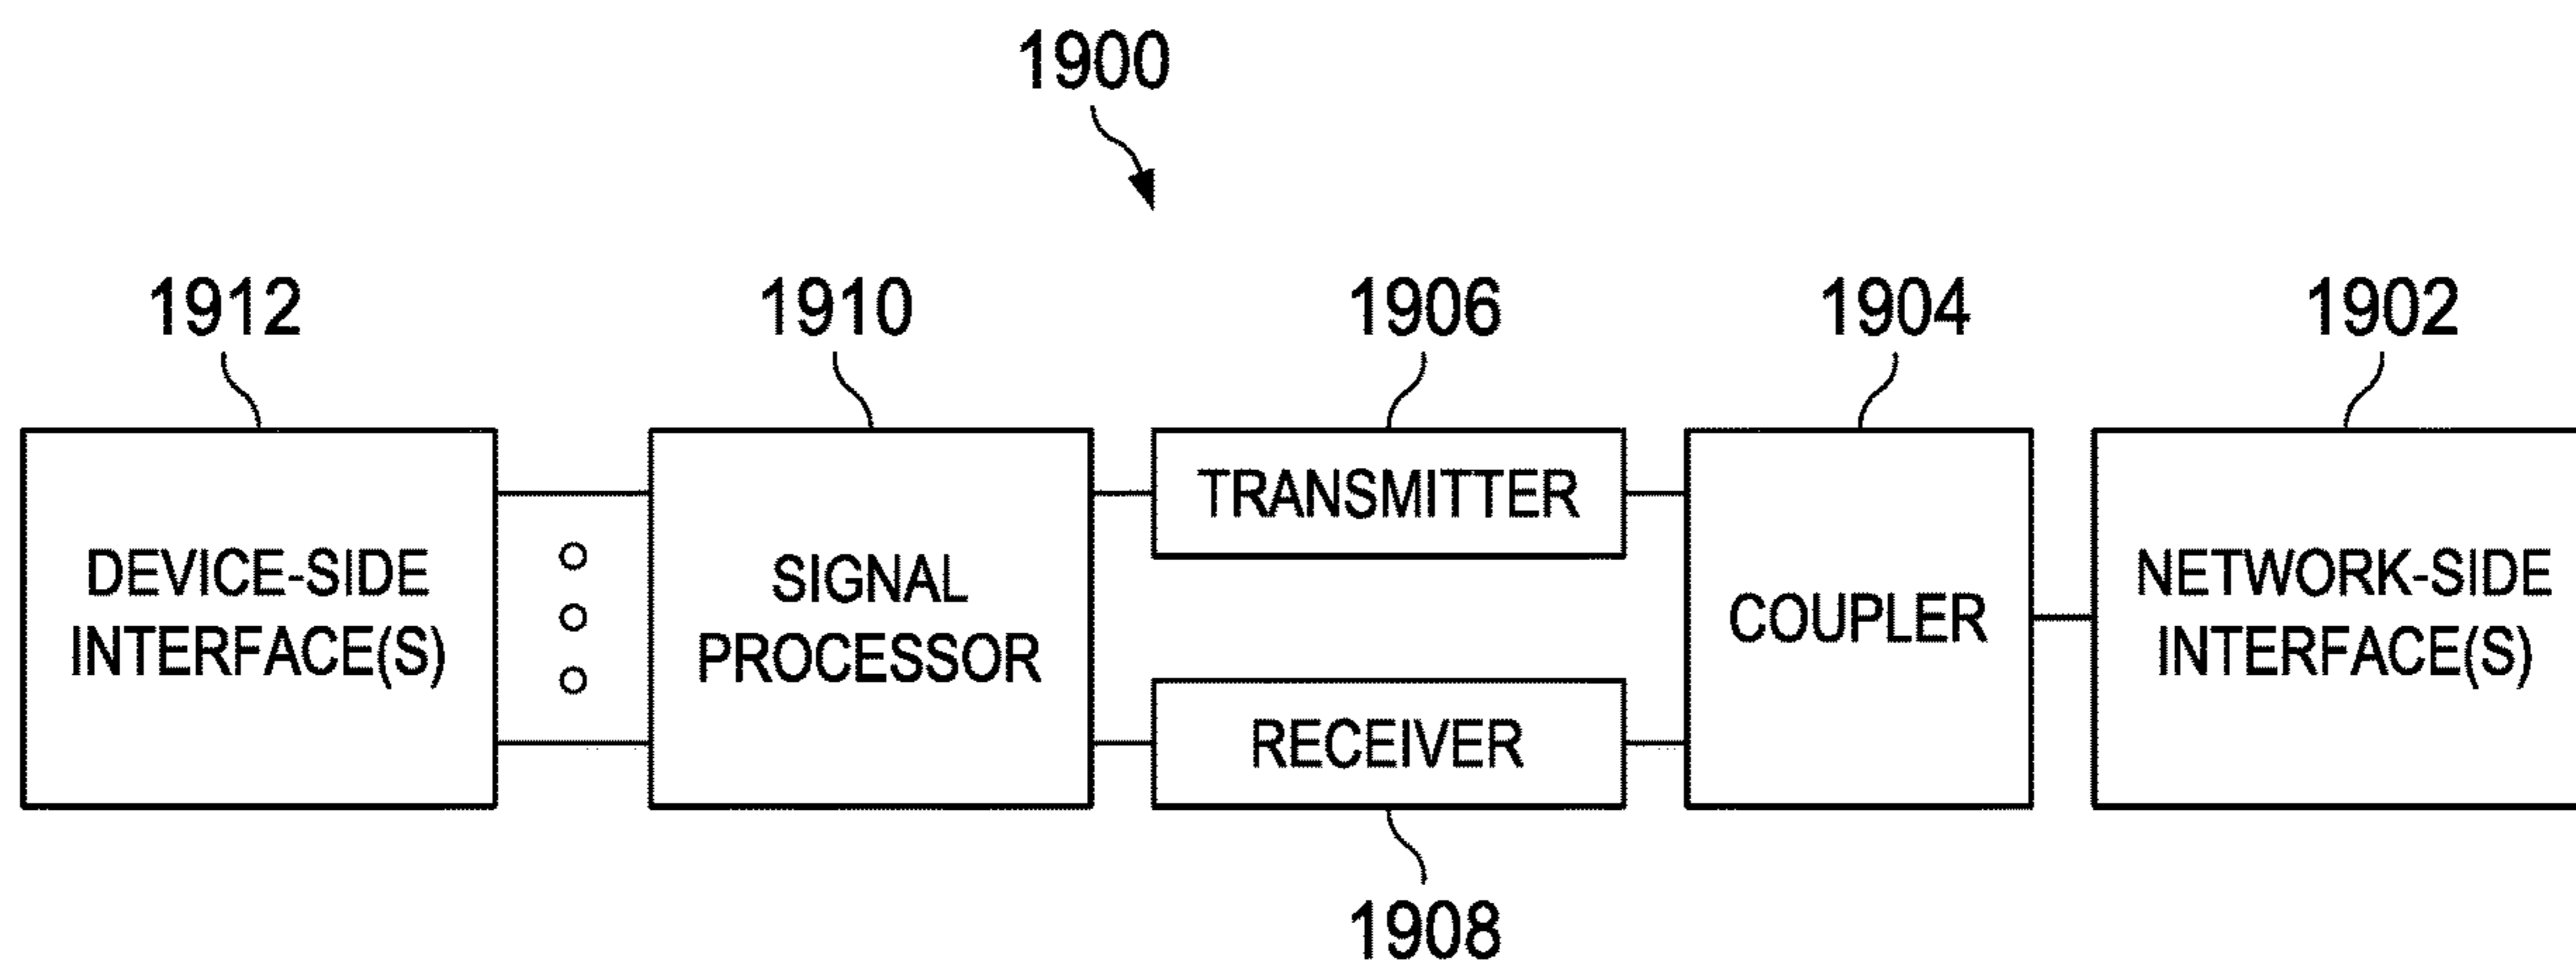 1900
1912
1910
1906
1904
1902
DEVICE-SIDE
INTERFACE(S)
SIGNAL
PROCESSOR
TRANSMITTER
RECEIVER
COUPLER
NETWORK-SIDE
INTERFACE(S)
1908